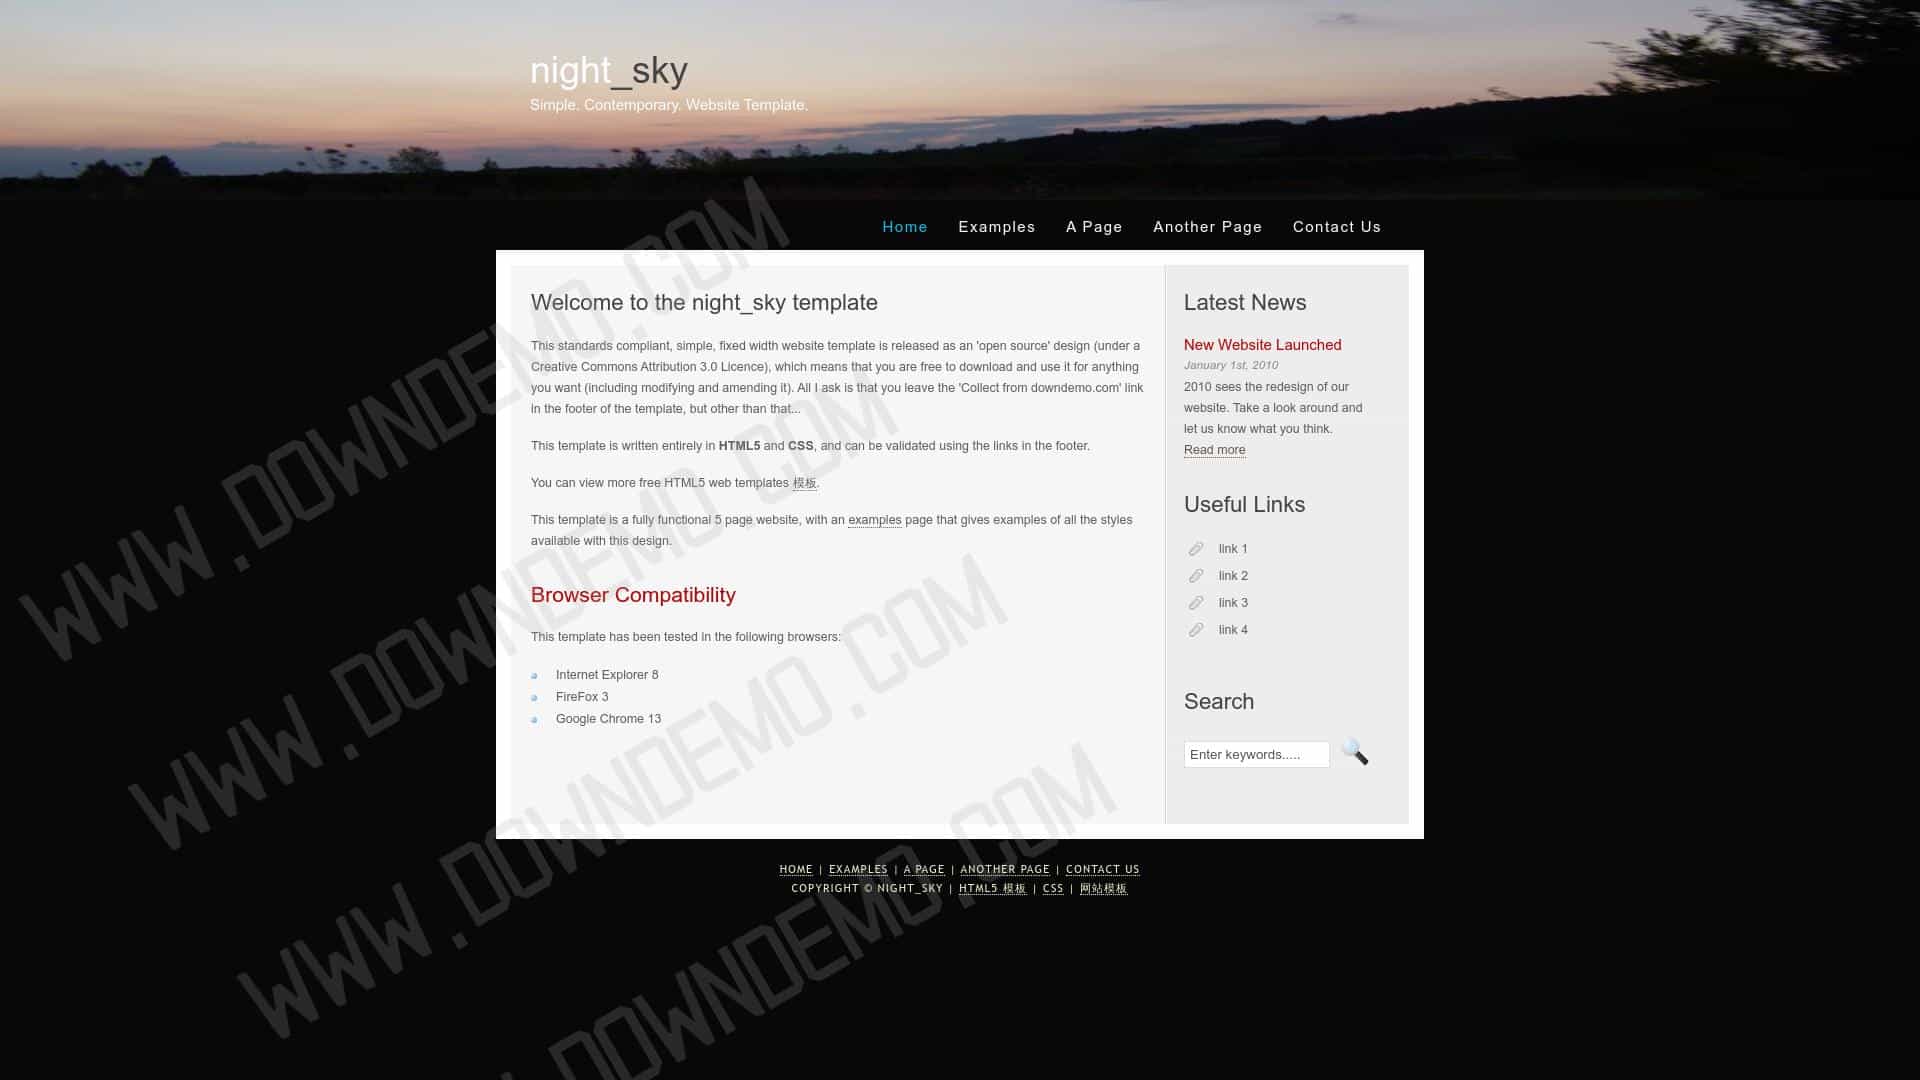 night_sky
Simple. Contemporary. Website Template.
Home Examples A Page Another Page Contact Us
Welcome to the night_sky template
This standards compliant, simple, fixed width website template is released as an 'open source' design (under a
Creative Commons Attribution 3.0 Licence), which means that you are free to download and use it for anything
you want (including modifying and amending it). All I ask is that you leave the 'Collect from downdemo.com' link
in the footer of the template, but other than that...
This template is written entirely in HTML5 and CSS, and can be validated using the links in the footer.
You can view more free HTML5 web templates 模板.
This template is a fully functional 5 page website, with an examples page that gives examples of all the styles
available with this design.
Browser Compatibility
This template has been tested in the following browsers:
Internet Explorer 8
FireFox 3
Google Chrome 13
Latest News
New Website Launched
January 1st, 2010
2010 sees the redesign of our
website. Take a look around and
let us know what you think.
Read more
Useful Links
link 1
link 2
link 3
link 4
Search
Enter keywords.....
HOME | EXAMPLES | A PAGE | ANOTHER PAGE | CONTACT US
COPYRIGHT © NIGHT_SKY | HTML5 模板 | CSS | 网站模板
WWW.DOWNDEMO.COM
WWW.DOWNDEMO.COM
WWW.DOWNDEMO.COM
.DOWNDEMO.COM